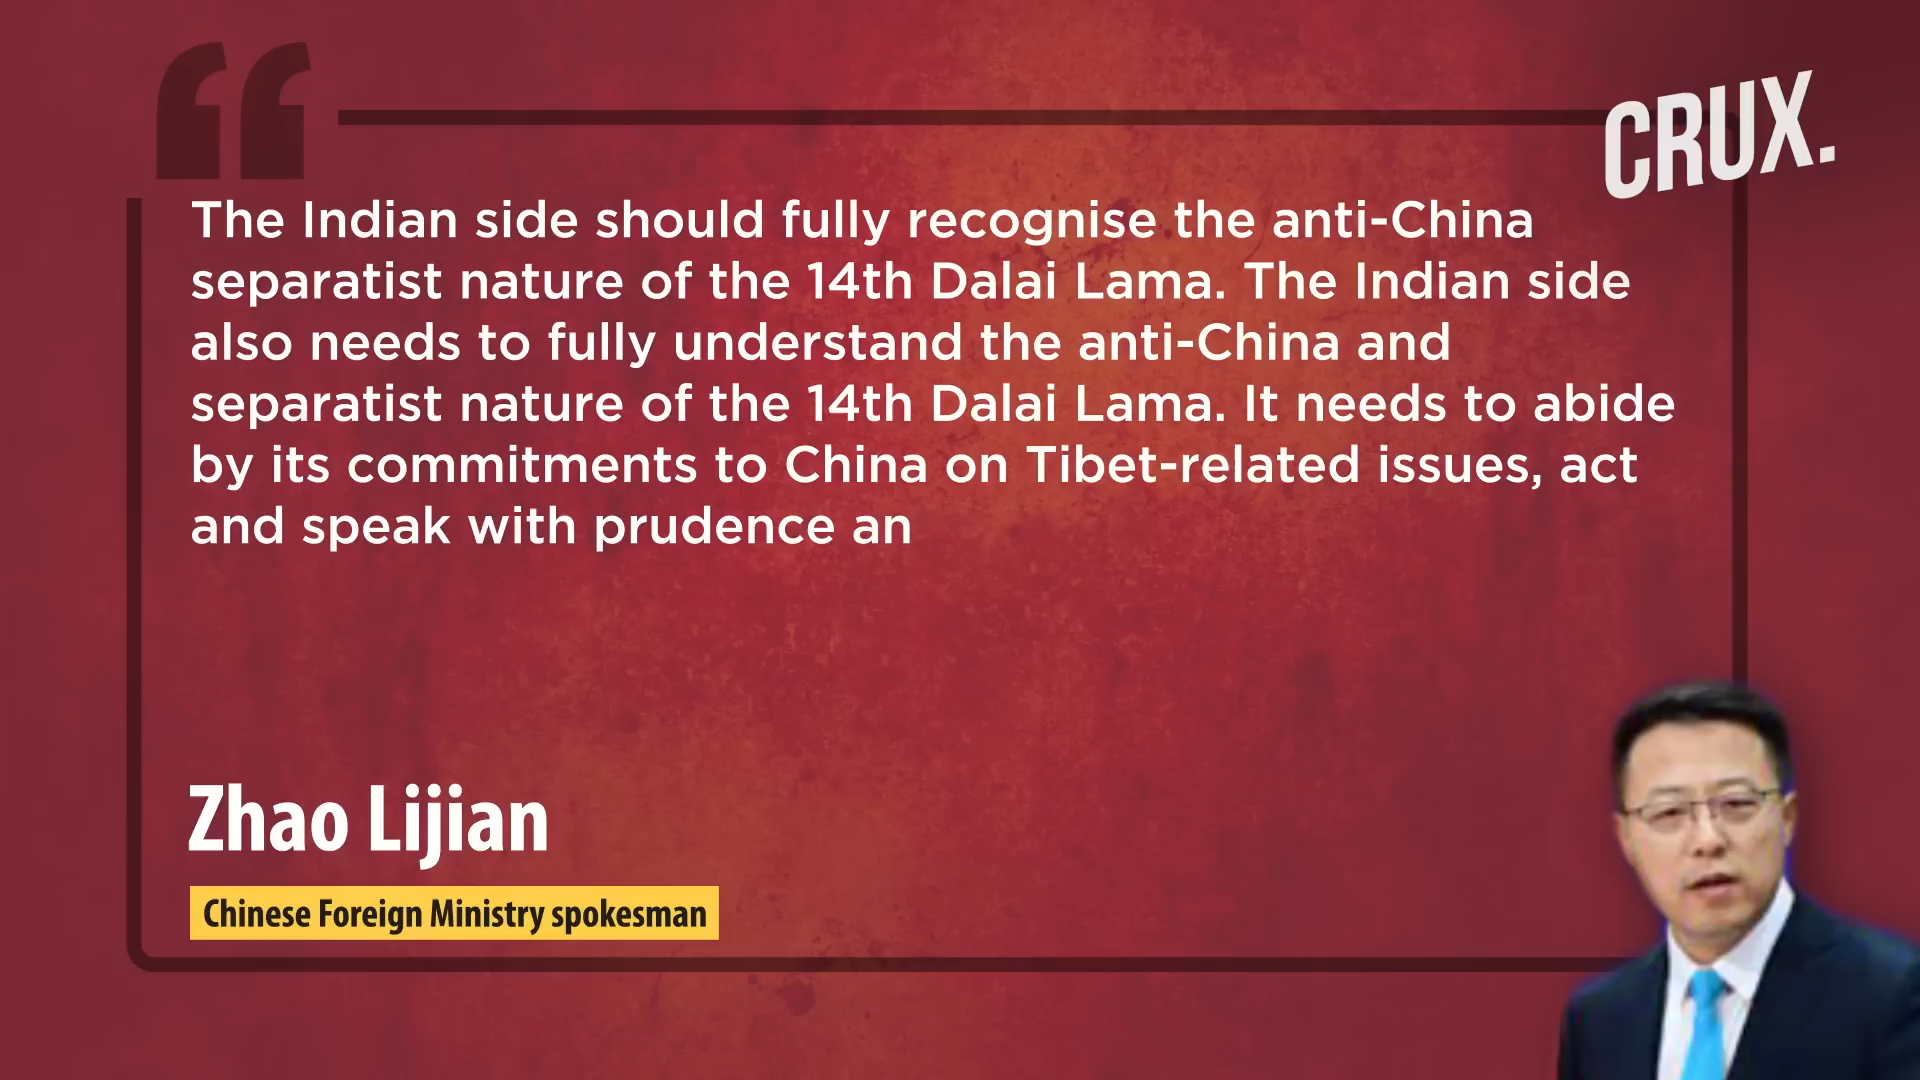 CRUX.
The Indian side should fully recognise the anti-China
separatist nature of the 14th Dalai Lama. The Indian side
also needs to fully understand the anti-China and
separatist nature of the 14th Dalai Lama. It needs to abide
by its commitments to China on Tibet-related issues, act
and speak with prudence an
Zhao Lijian
Chinese Foreign Ministry spokesman